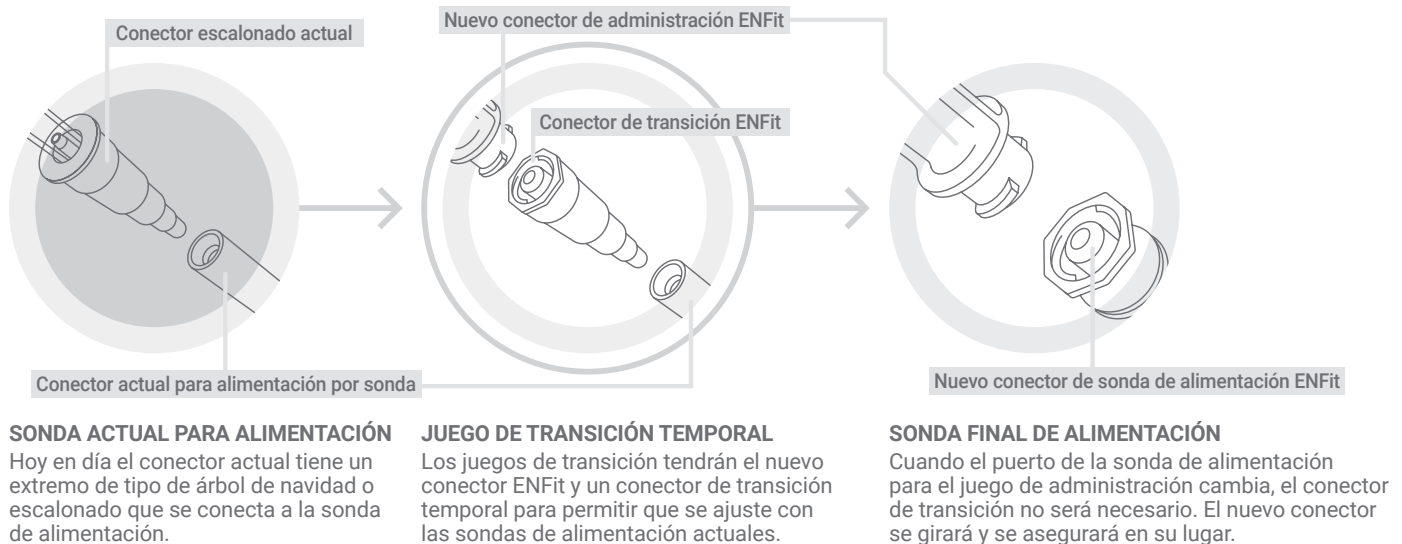 Conector escalonado actual
Nuevo conector de administración ENFit
Conector de transición ENFit
Conector actual para alimentación por sonda
Nuevo conector de sonda de alimentación ENFit
SONDA ACTUAL PARA ALIMENTACIÓN
Hoy en día el conector actual tiene un
extremo de tipo de árbol de navidad o
escalonado que se conecta a la sonda
de alimentación.
JUEGO DE TRANSICIÓN TEMPORAL
Los juegos de transición tendrán el nuevo
conector ENFit y un conector de transición
temporal para permitir que se ajuste con
las sondas de alimentación actuales.
SONDA FINAL DE ALIMENTACIÓN
Cuando el puerto de la sonda de alimentación
para el juego de administración cambia, el conector
de transición no será necesario. El nuevo conector
se girará y se asegurará en su lugar.